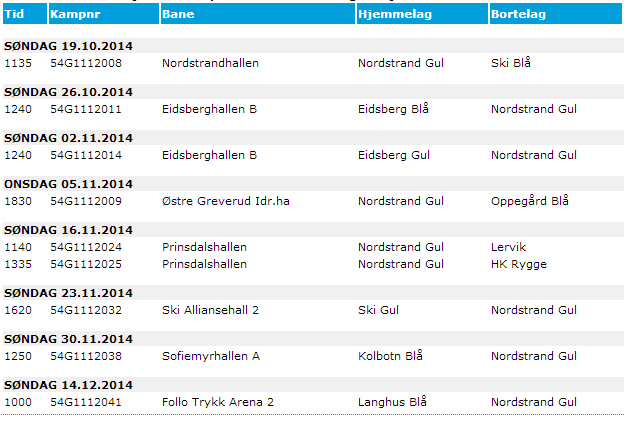 Tid Kampnr Bane Hjemmelag Bortelag
SØNDAG 19.10.2014
1135 54G1112008 Nordstrandhallen Nordstrand Gul Ski Blå
SØNDAG 26.10.2014
1240 54G1112011 Eidsberghallen B Eidsberg Blå Nordstrand Gul
SØNDAG 02.11.2014
1240 54G1112014 Eidsberghallen B Eidsberg Gul Nordstrand Gul
ONSDAG 05.11.2014
1830 54G1112009 Østre Greverud Idr.ha Nordstrand Gul Oppegård Blå
SØNDAG 16.11.2014
1140 54G1112024 Prinsdalshallen Nordstrand Gul Lervik
1335 54G1112025 Prinsdalshallen Nordstrand Gul HK Rygge
SØNDAG 23.11.2014
1620 54G1112032 Ski Alliansehall 2 Ski Gul Nordstrand Gul
SØNDAG 30.11.2014
1250 54G1112038 Sofiemyrhallen A Kolbotn Blå Nordstrand Gul
SØNDAG 14.12.2014
1000 54G1112041 Follo Trykk Arena 2 Langhus Blå Nordstrand Gul